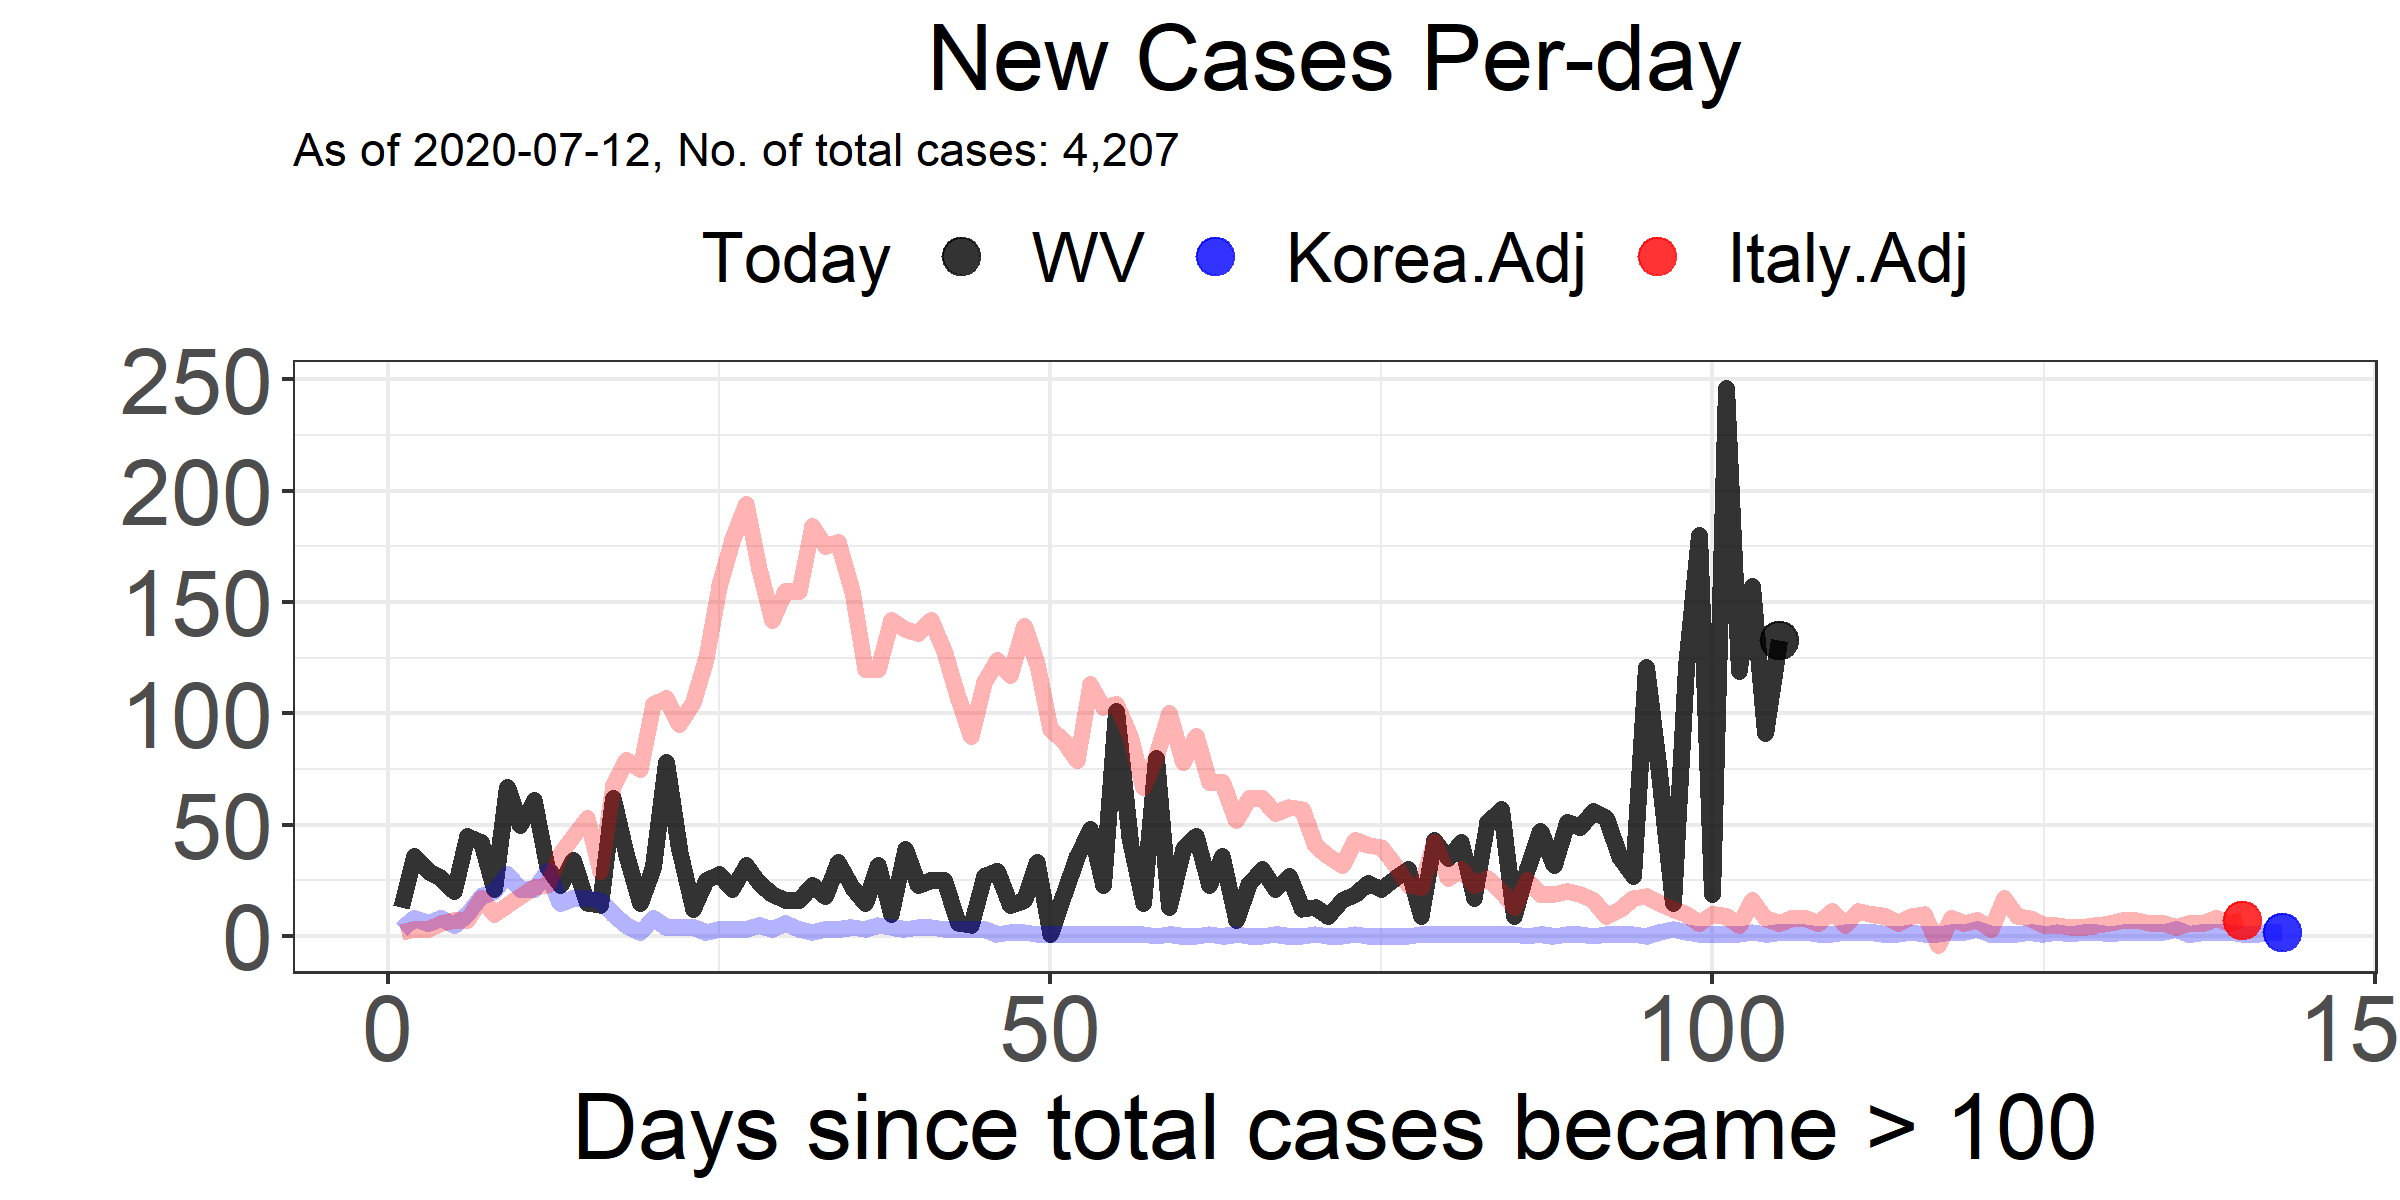 New Cases Per-day
As of 2020-07-12, No. of total cases: 4,207
Today WV Korea.Adj Italy.Adj
250
200
150
100
50
0
0 50 100 15
Days since total cases became > 100